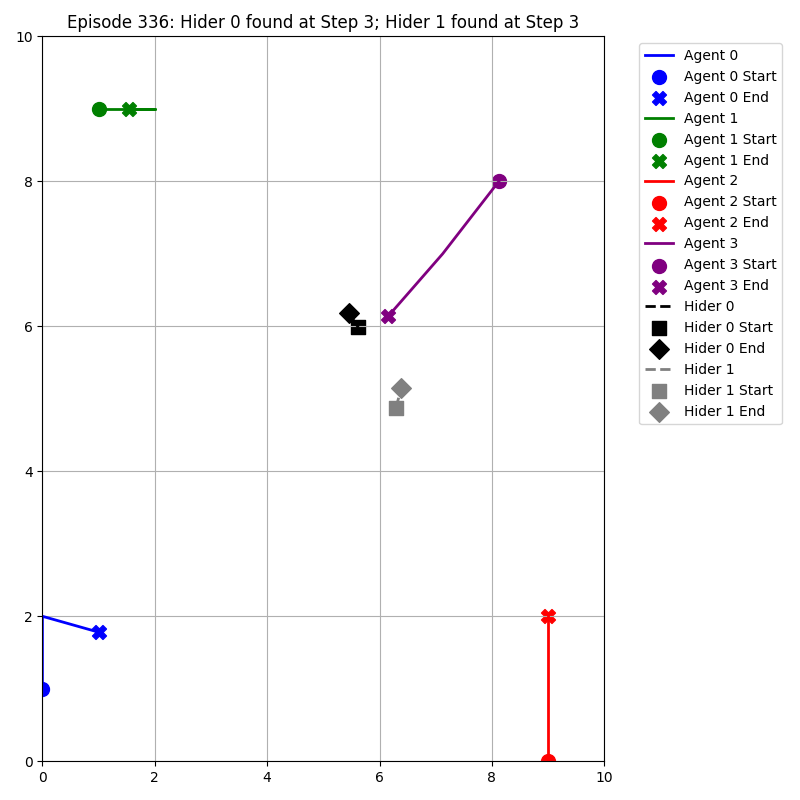 Episode 336: Hider 0 found at Step 3; Hider 1 found at Step 3
10
8
6
4
2
0
0
2
4
6
8
10
Agent 0
Agent 0 Start
Agent 0 End
Agent 1
Agent 1 Start
Agent 1 End
Agent 2
Agent 2 Start
Agent 2 End
Agent 3
Agent 3 Start
Agent 3 End
Hider 0
Hider 0 Start
Hider 0 End
Hider 1
Hider 1 Start
Hider 1 End